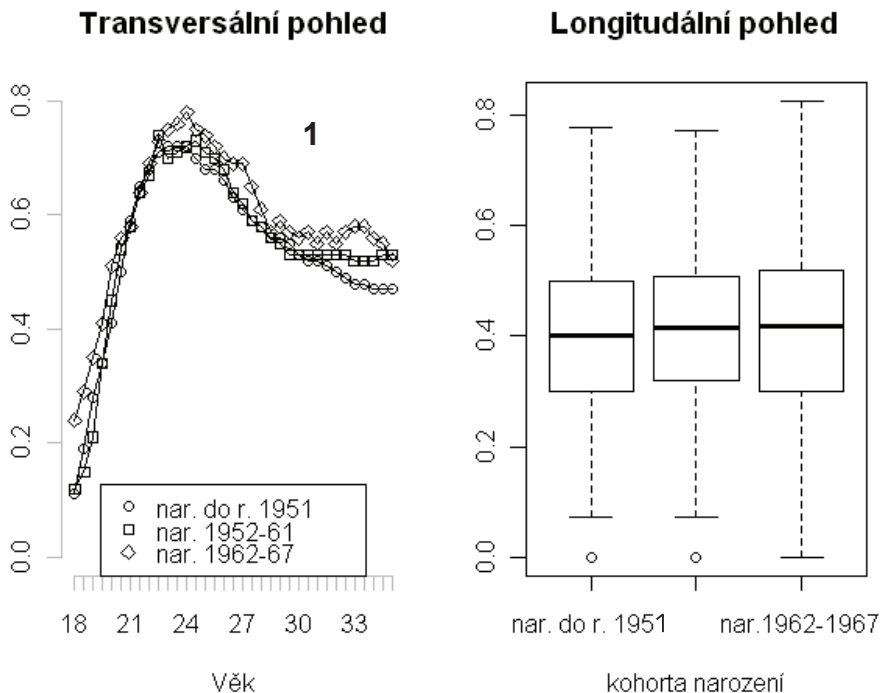 Transversální pohled
1
0.8
0.6
0.4
0.2
0.0
nar. do r. 1951
nar. 1952-61
nar. 1962-67
18 21 24 27 30 33
Věk
Longitudální pohled
0.8
0.6
0.4
0.2
0.0
nar. do r. 1951 nar.1962-1967
kohorta narození